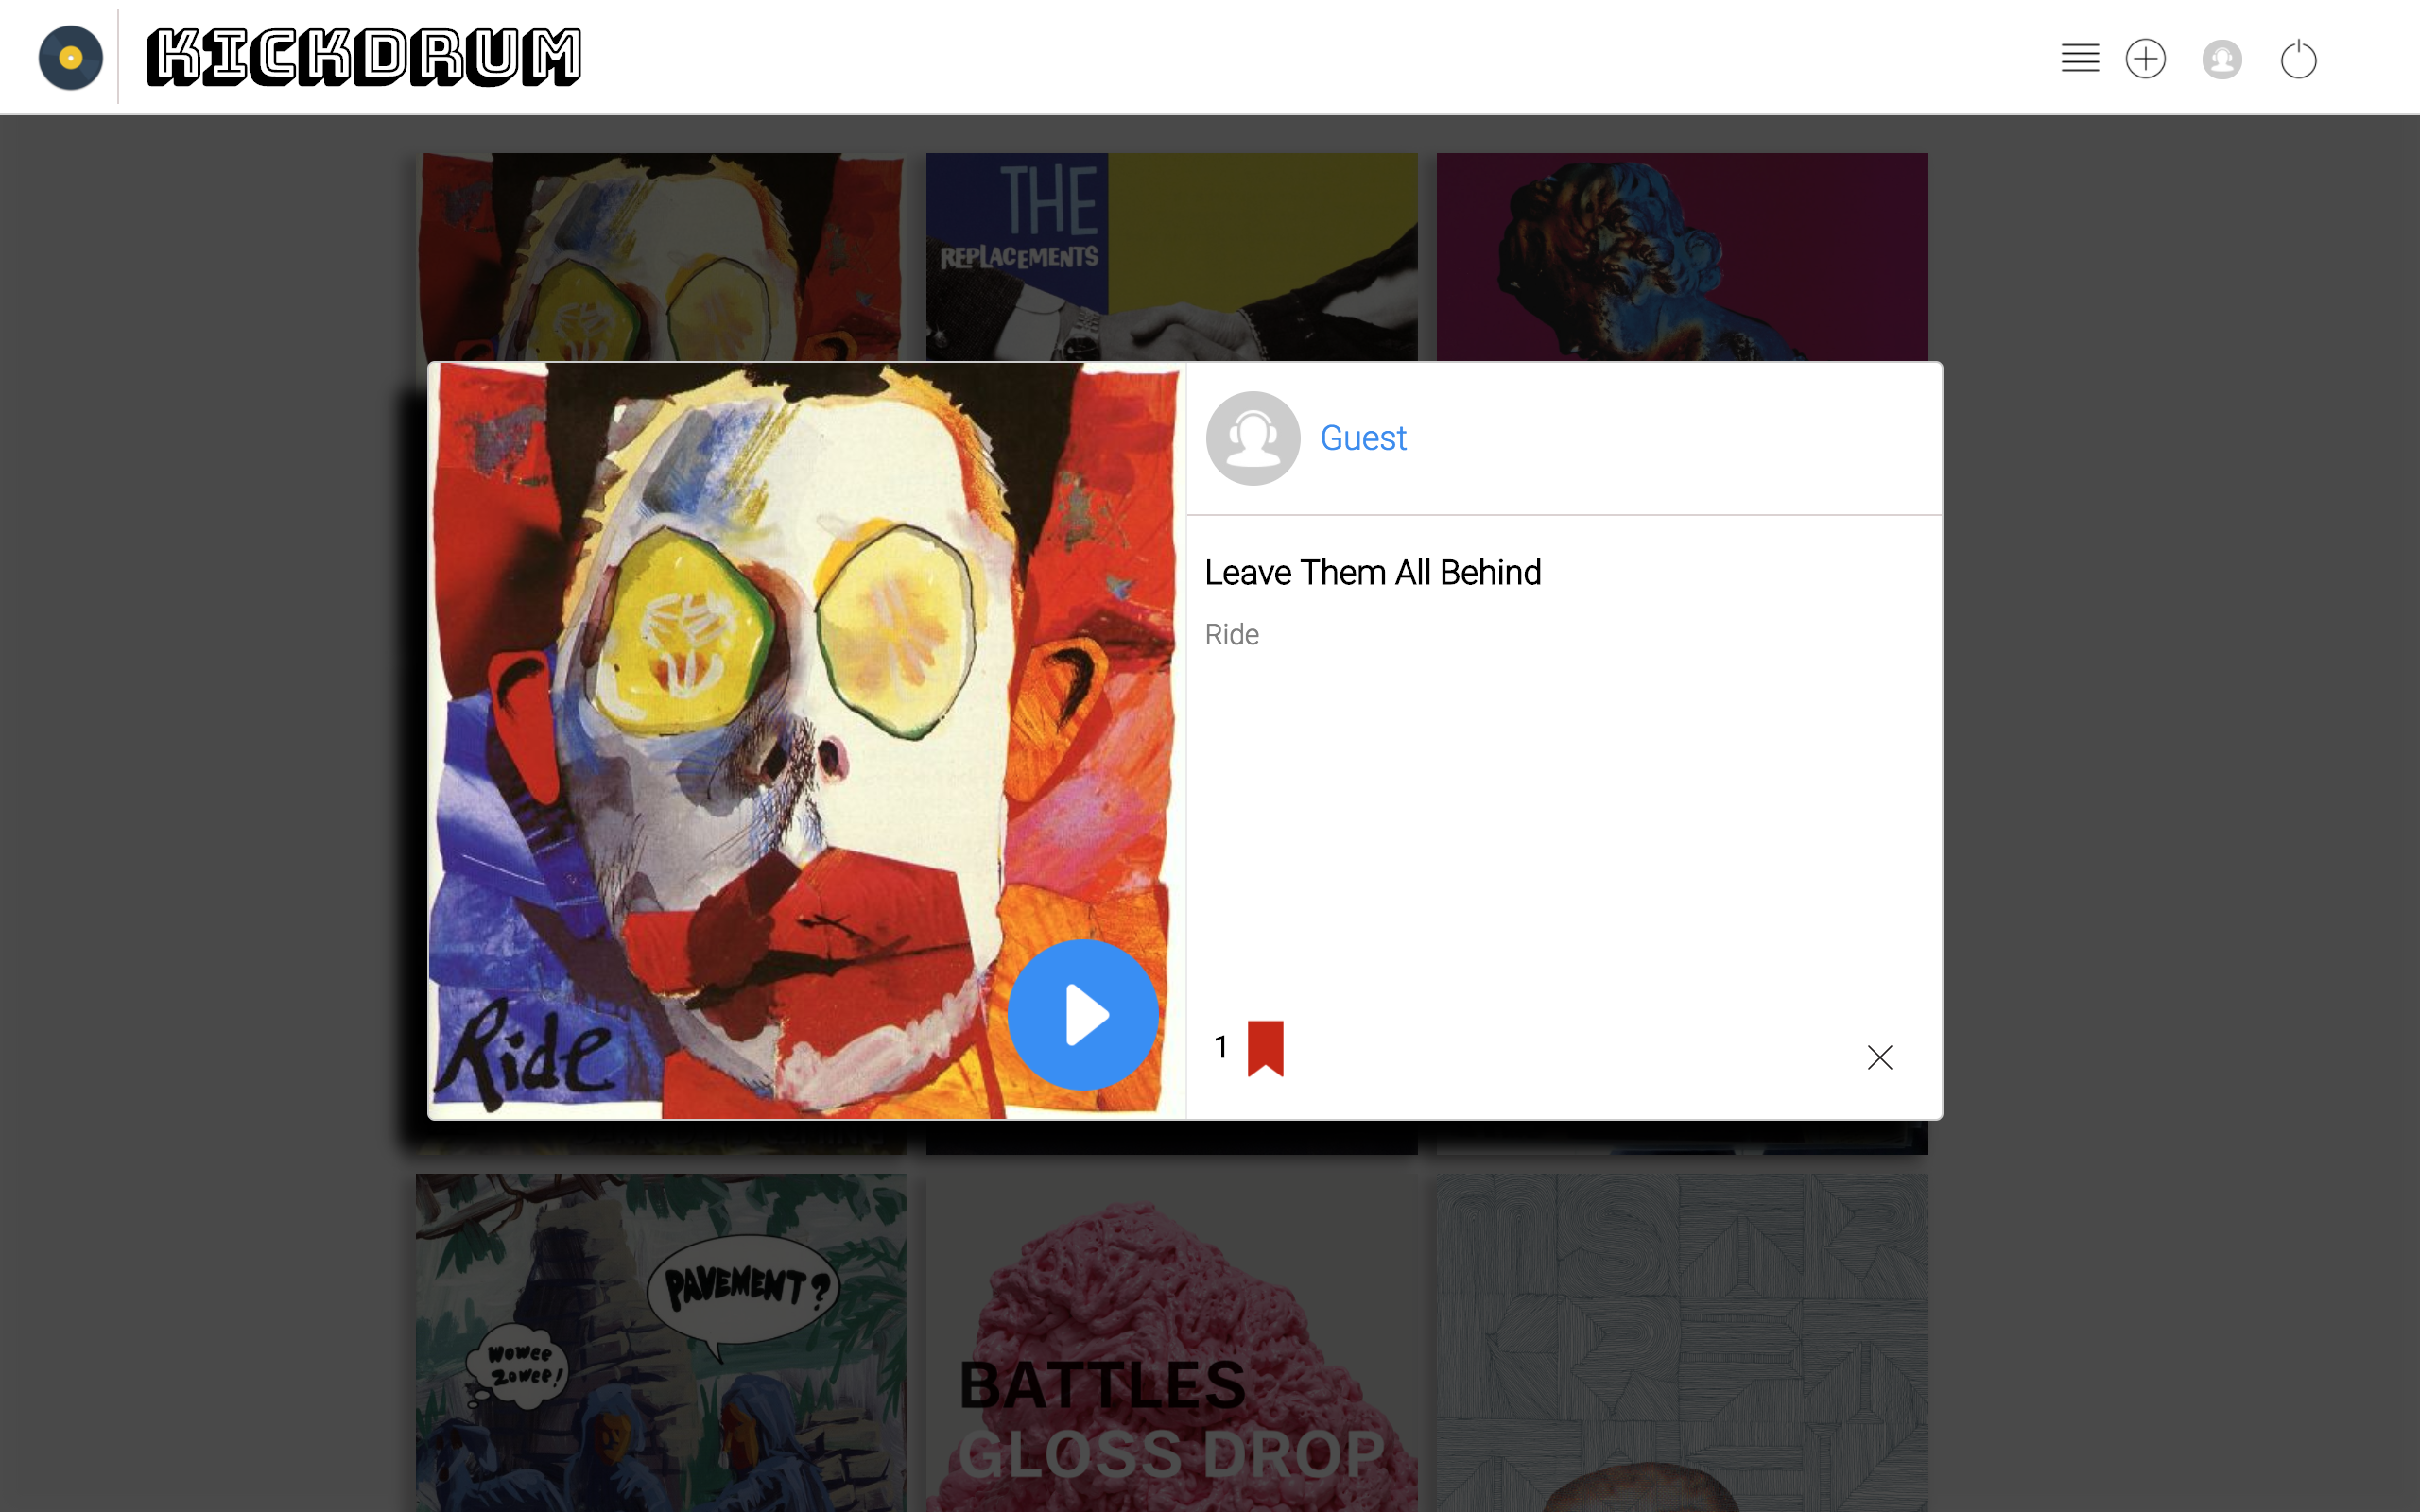 KICKDRUM
THE
REPLACEMENTS
Guest
Leave Them All Behind
Ride
1
Ride
PAVEMENT?
Wowee
Zowee!
BATTLES
GLOSS DROP